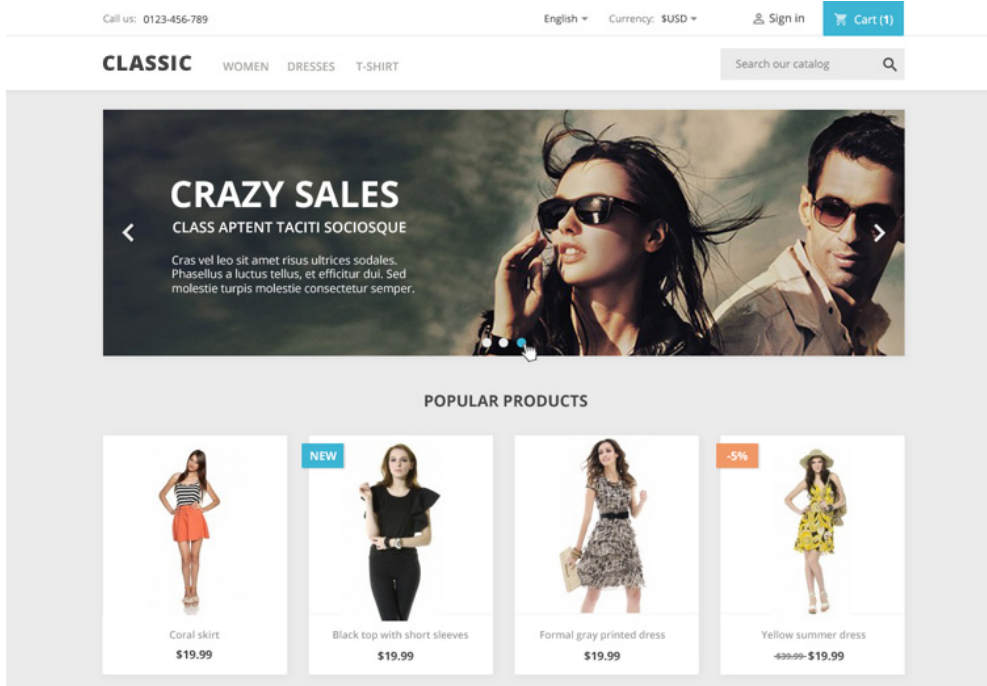 Call us: 0123-456-789
English
Currency: $USD
Sign in
Cart (1)
CLASSIC
WOMEN
DRESSES
T-SHIRT
Search our catalog
CRAZY SALES
CLASS APTENT TACITI SOCIOSQUE
Cras vel leo sit amet risus ultrices sodales.
Phasellus a luctus tellus, et efficitur dui. Sed
molestie turpis molestie consectetur semper.
POPULAR PRODUCTS
Coral skirt
$19.99
NEW
Black top with short sleeves
$19.99
Formal gray printed dress
$19.99
-5%
Yellow summer dress
$39.99 $19.99